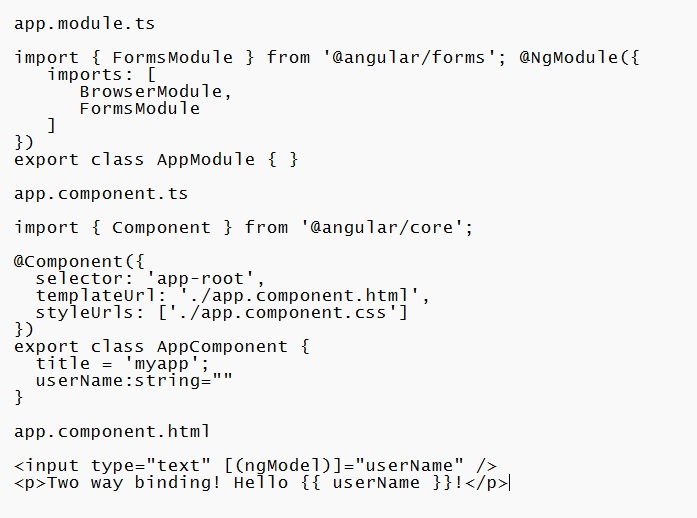 app.module.ts
import { FormsModule } from '@angular/forms'; @NgModule({
   imports: [
      BrowserModule,
      FormsModule
   ]
})
export class AppModule { }
app.component.ts
import { Component } from '@angular/core';
@Component({
  selector: 'app-root',
  templateUrl: './app.component.html',
  styleUrls: ['./app.component.css']
})
export class AppComponent {
  title = 'myapp';
  userName:string=""
}
app.component.html
<input type="text" [(ngModel)]="userName" />
<p>Two way binding! Hello {{ userName }}!</p>